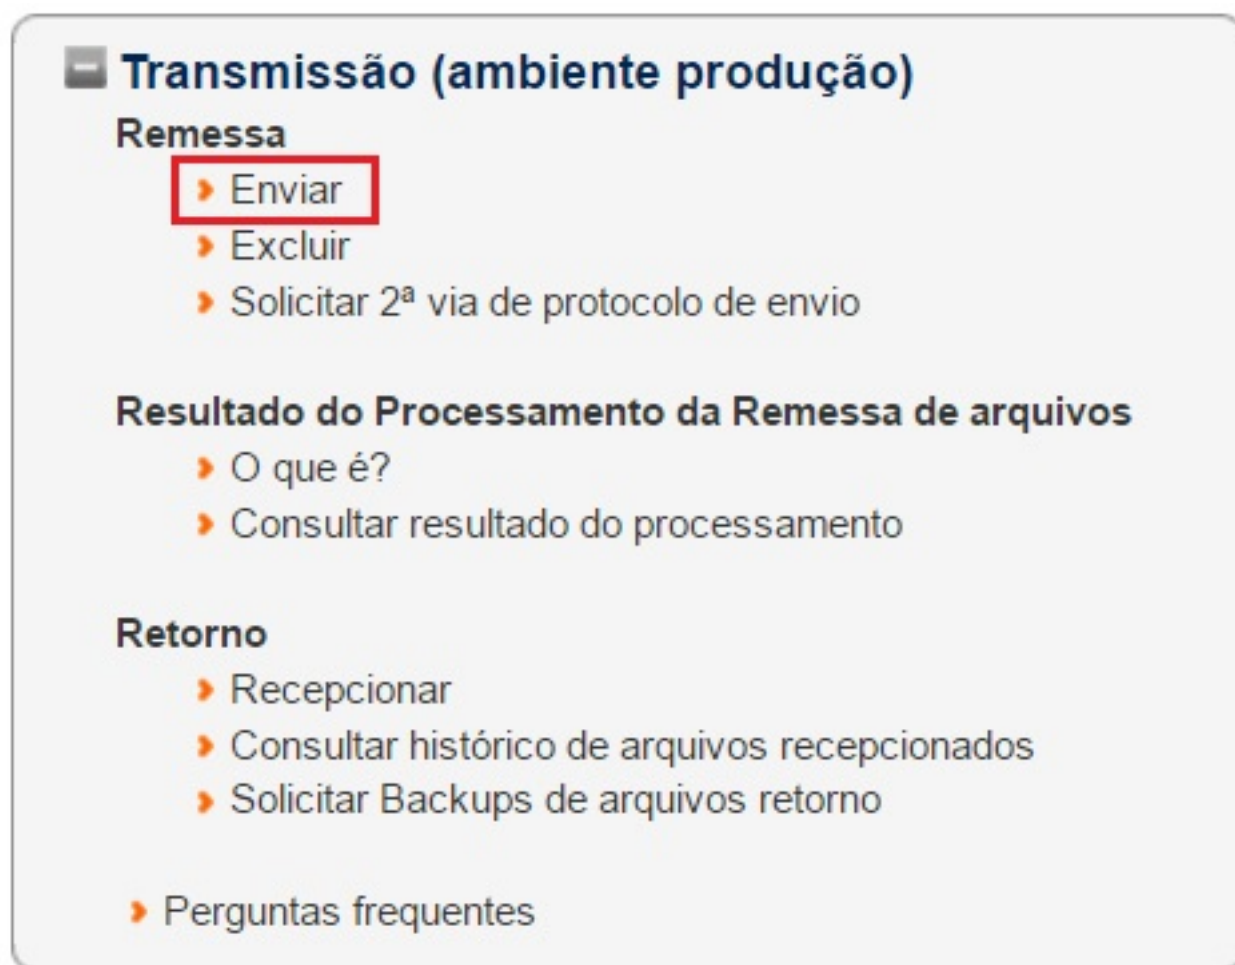 Transmissão (ambiente produção)
Remessa
Enviar
Excluir
Solicitar 2ª via de protocolo de envio
Resultado do Processamento da Remessa de arquivos
O que é?
Consultar resultado do processamento
Retorno
Recepcionar
Consultar histórico de arquivos recepcionados
Solicitar Backups de arquivos retorno
Perguntas frequentes